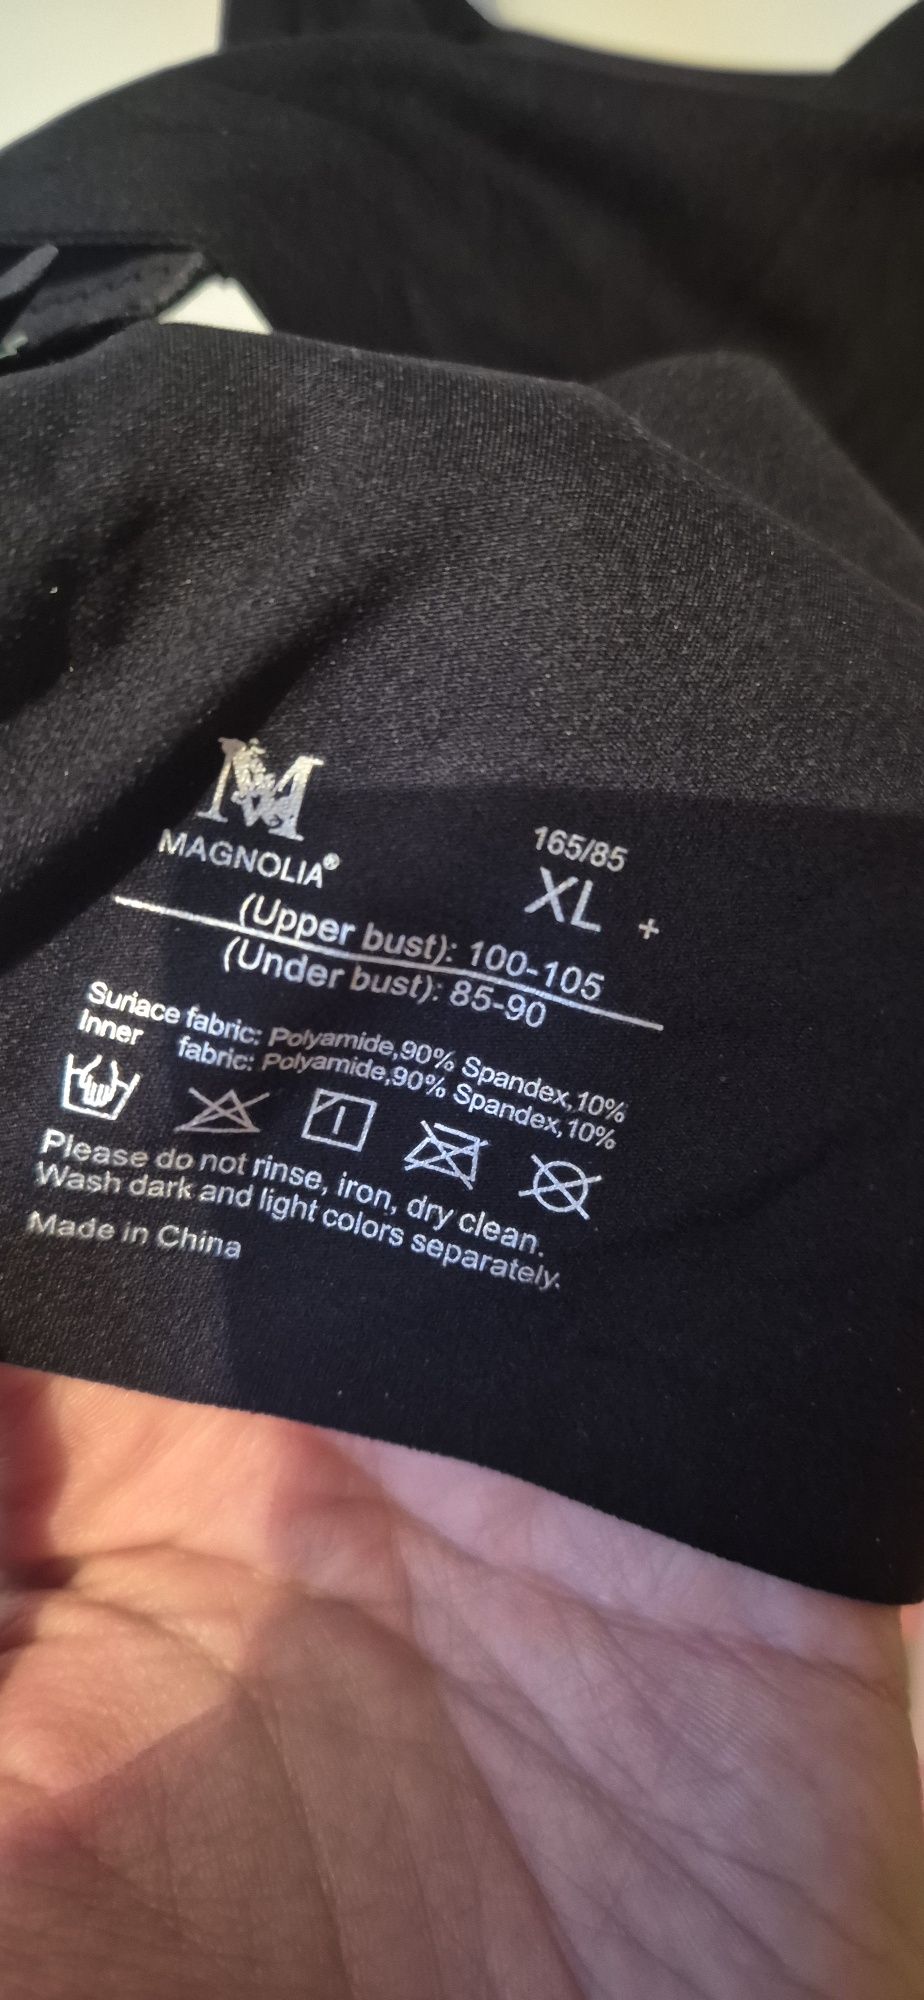 M
MAGNOLIA®
165/85
XL +
(Upper bust): 100-105
(Under bust): 85-90
Suriace fabric: Polyamide,90% Spandex,10%
Inner fabric: Polyamide,90% Spandex,10%
Please do not rinse, iron, dry clean.
Wash dark and light colors separately.
Made in China